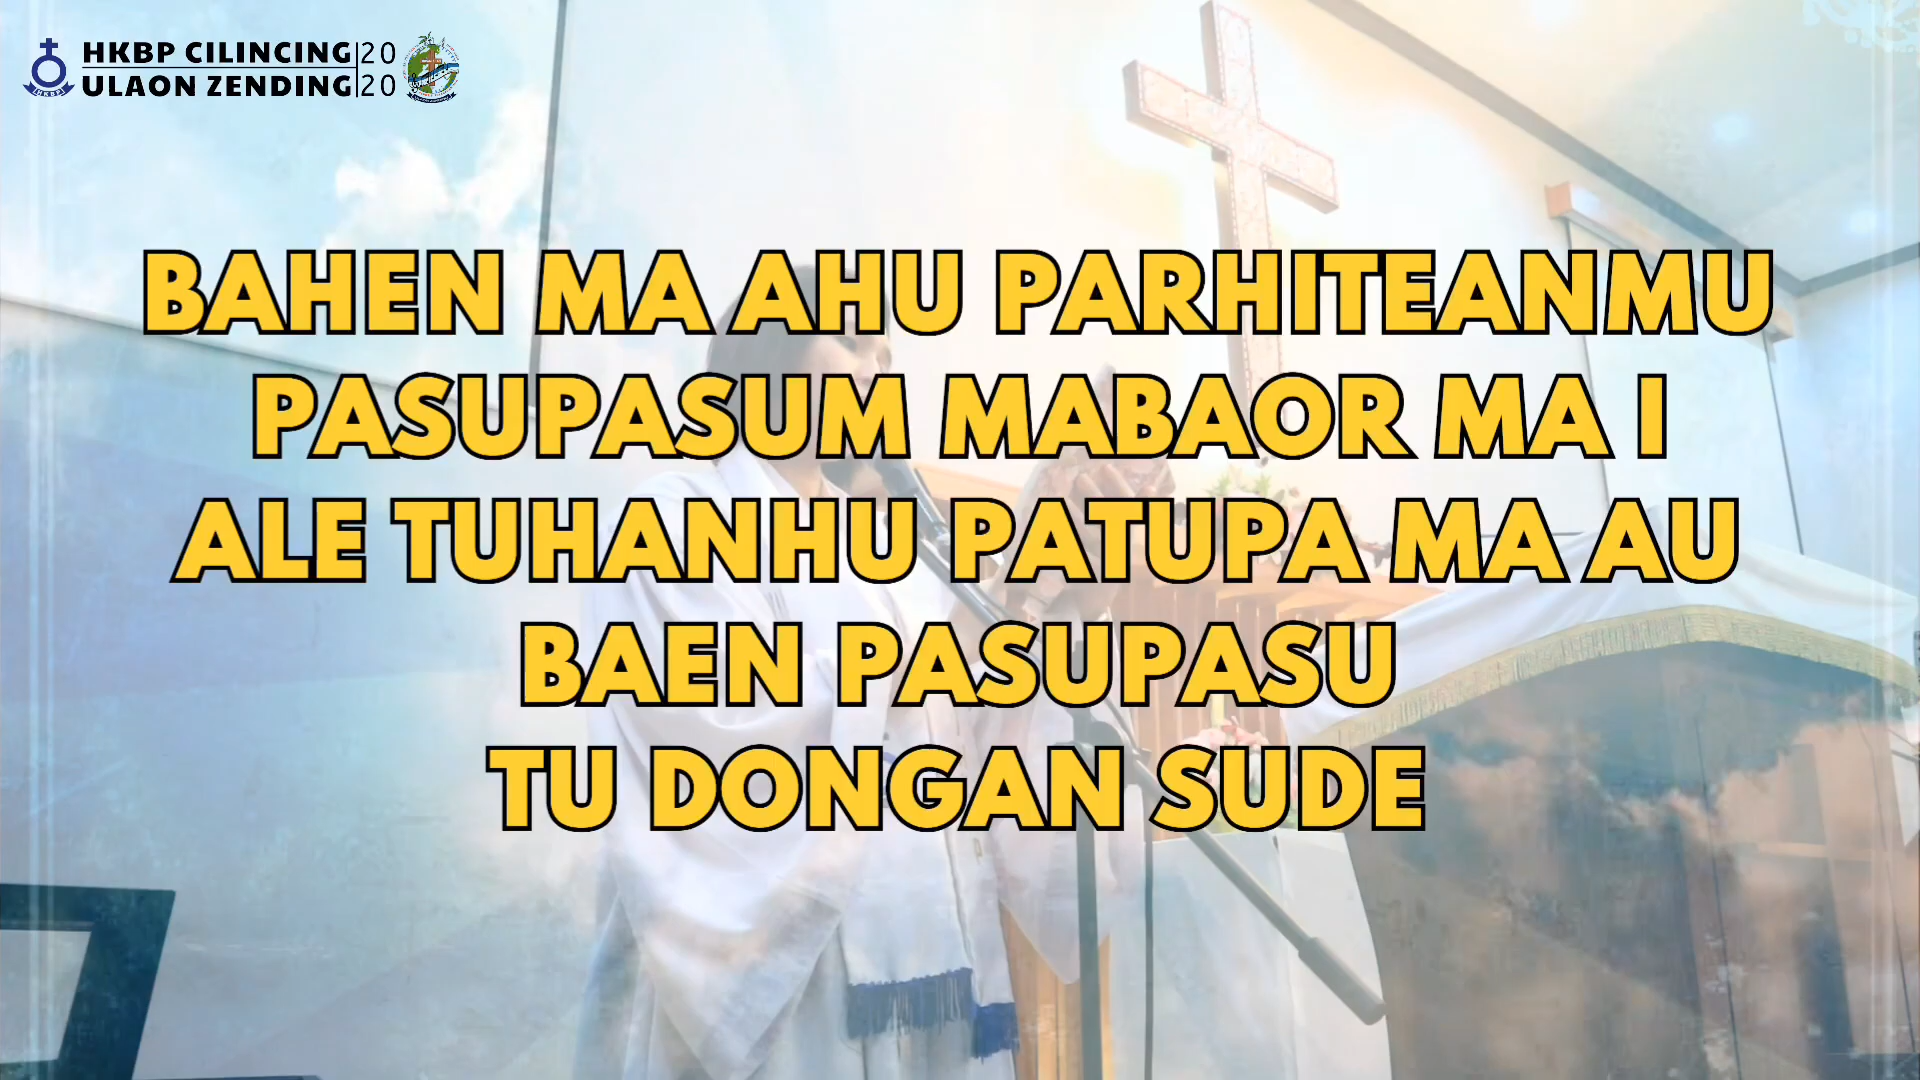 HKBP CILINCING 20
ULAON ZENDING 20
HKBP
BAHEN MA AHU PARHITEANMU
PASUPASUM MABAOR MA I
ALE TUHANHU PATUPA MA AU
BAEN PASUPASU
TU DONGAN SUDE